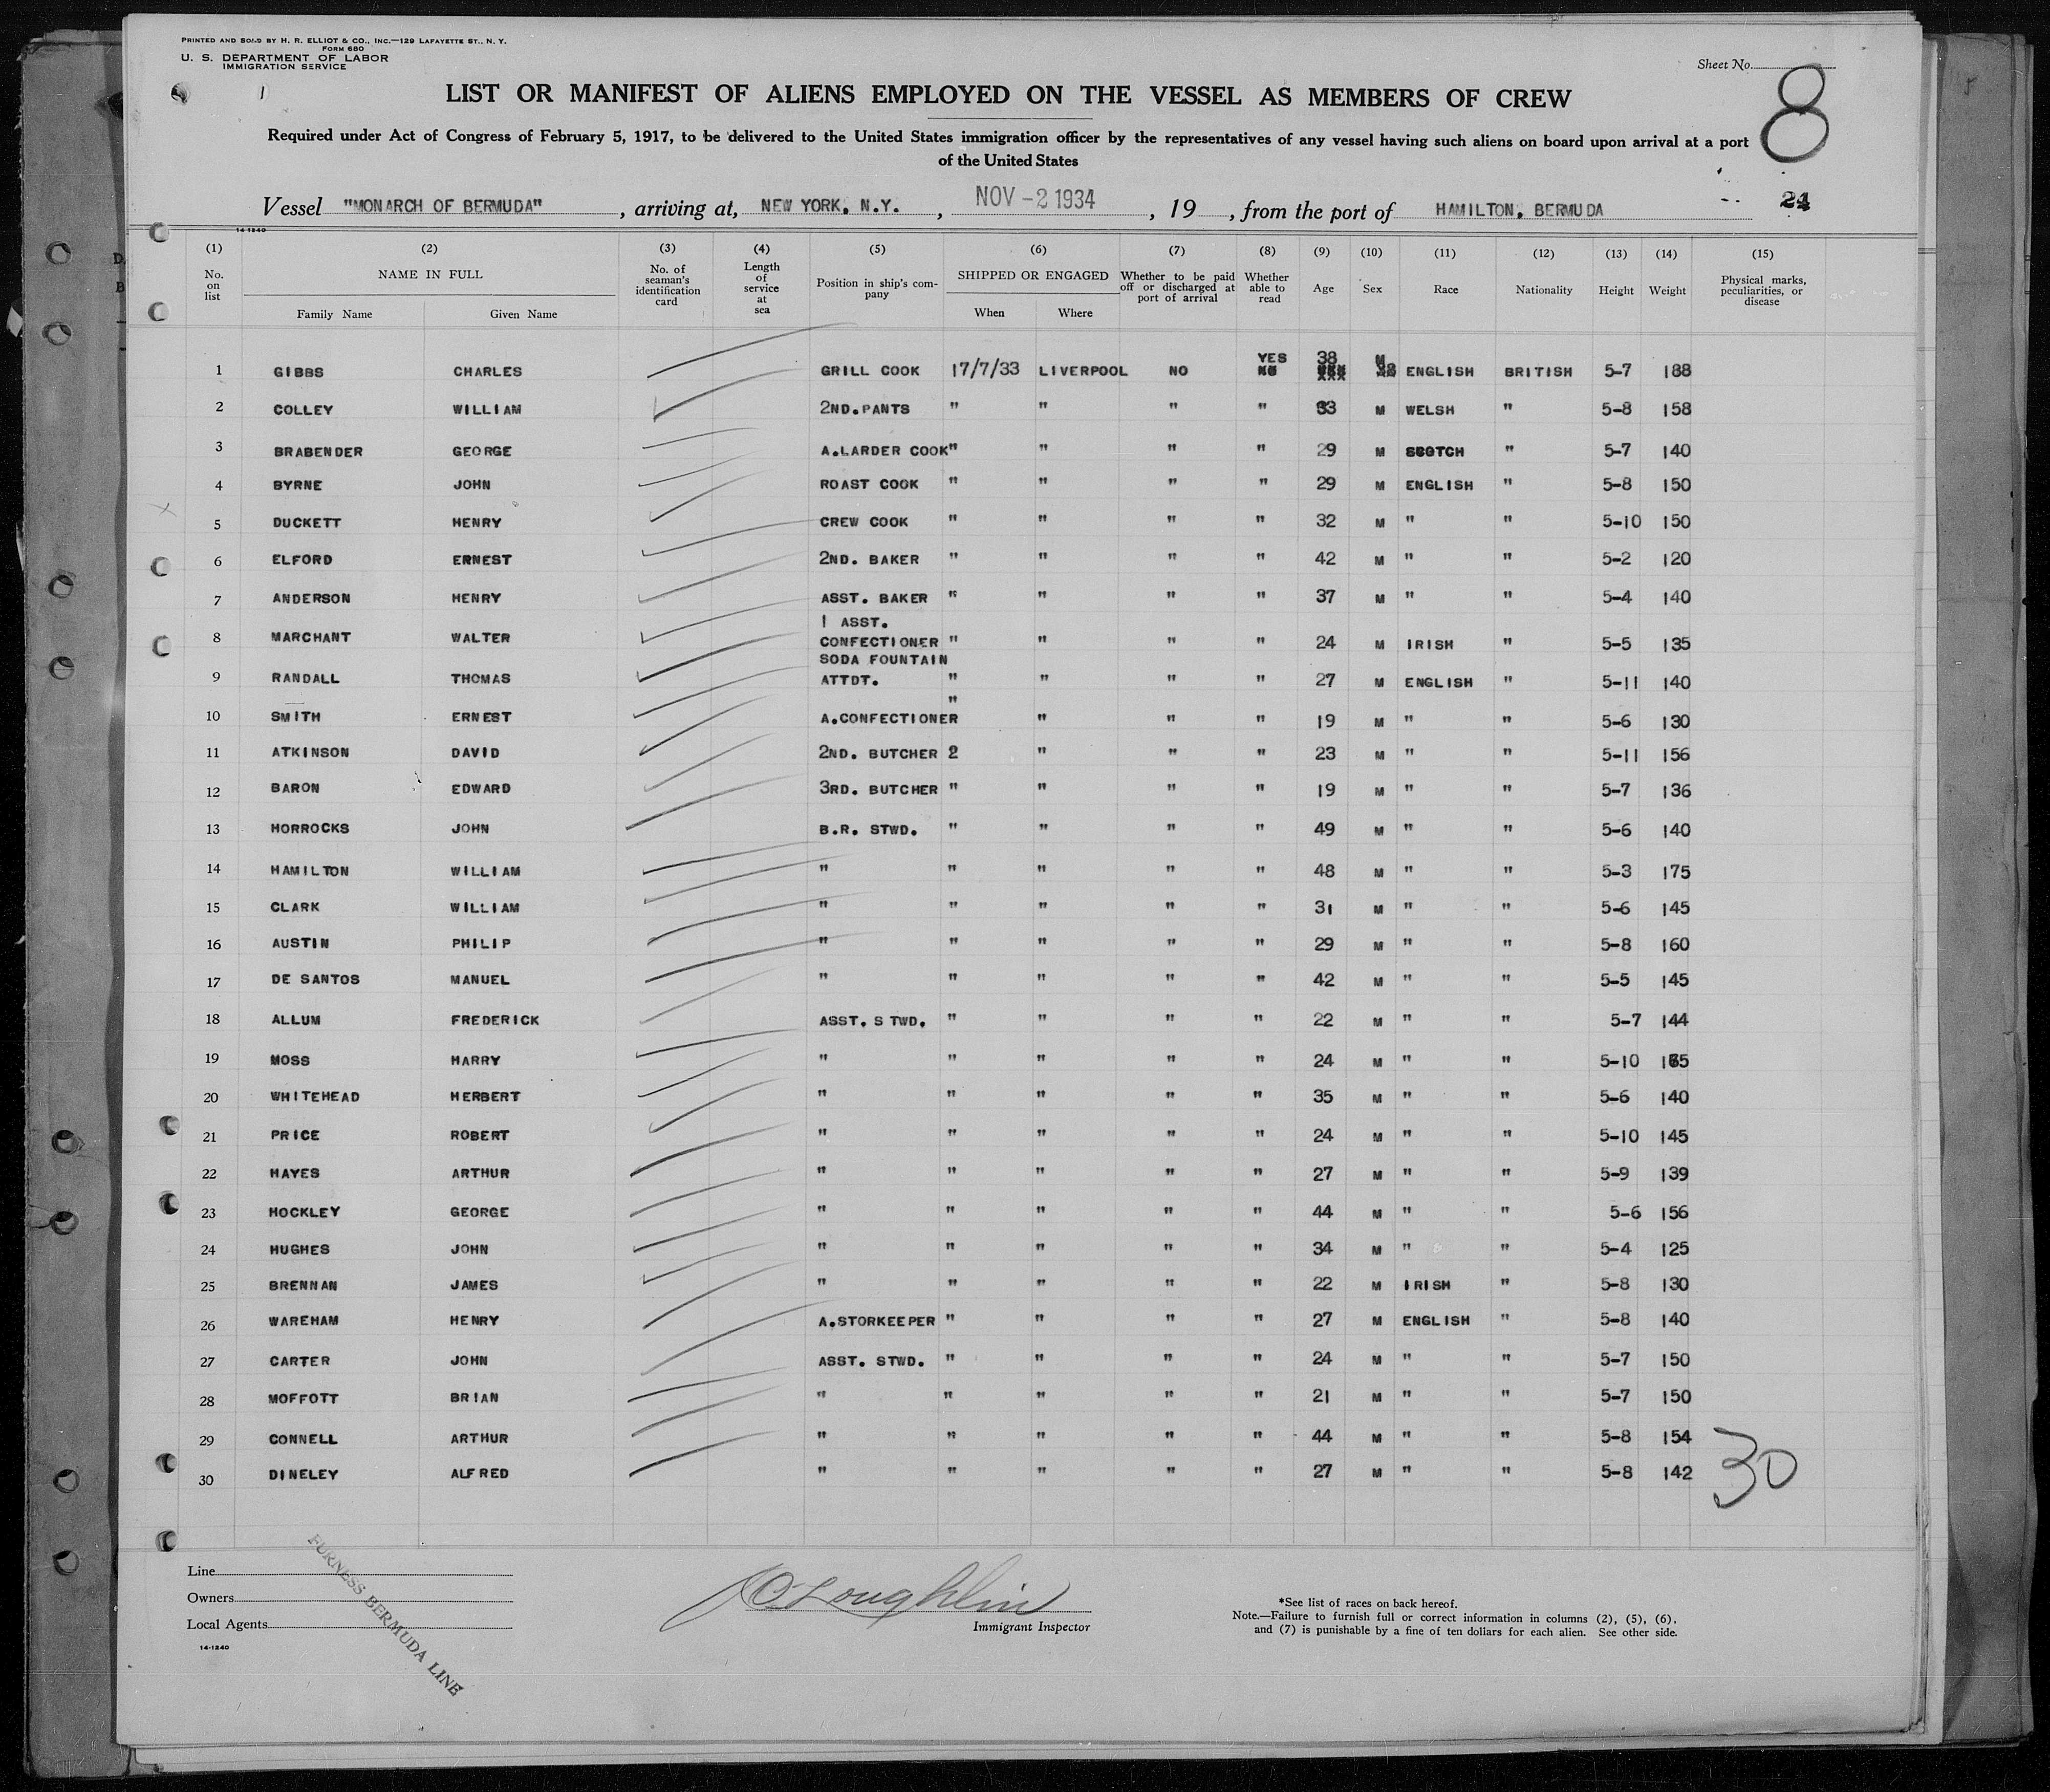 PRINTED AND SOLD BY H. R. ELLIOT & CO., INC.—129 LAFAYETTE ST., N. Y.
FORM 680
U. S. DEPARTMENT OF LABOR
IMMIGRATION SERVICE
Sheet No.
8
LIST OR MANIFEST OF ALIENS EMPLOYED ON THE VESSEL AS MEMBERS OF CREW
Required under Act of Congress of February 5, 1917, to be delivered to the United States immigration officer by the representatives of any vessel having such aliens on board upon arrival at a port
of the United States
Vessel "MONARCH OF BERMUDA", arriving at, NEW YORK, N.Y., NOV -2 1934, 19, from the port of HAMILTON, BERMUDA 24
14-1240
(1) (2) (3) (4) (5) (6) (7) (8) (9) (10) (11) (12) (13) (14) (15)
No. on list NAME IN FULL Family Name Given Name No. of seaman's identification card Length of service at sea Position in ship's company SHIPPED OR ENGAGED When Where Whether to be paid off or discharged at port of arrival Whether able to read Age Sex Race Nationality Height Weight Physical marks, peculiarities, or disease
1 GIBBS CHARLES GRILL COOK 17/7/33 LIVERPOOL NO YES 38 M ENGLISH BRITISH 5-7 188
2 COLLEY WILLIAM 2ND.PANTS " " " " 33 M WELSH " 5-8 158
3 BRABENDER GEORGE A.LARDER COOK " " " " 29 M SCOTCH " 5-7 140
4 BYRNE JOHN ROAST COOK " " " " 29 M ENGLISH " 5-8 150
5 DUCKETT HENRY CREW COOK " " " " 32 M " " 5-10 150
6 ELFORD ERNEST 2ND. BAKER " " " " 42 M " " 5-2 120
7 ANDERSON HENRY ASST. BAKER " " " " 37 M " " 5-4 140
8 MARCHANT WALTER 1 ASST. CONFECTIONER " " " " 24 M IRISH " 5-5 135
9 RANDALL THOMAS SODA FOUNTAIN ATTDT. " " " " 27 M ENGLISH " 5-11 140
10 SMITH ERNEST A.CONFECTIONER " " " " 19 M " " 5-6 130
11 ATKINSON DAVID 2ND. BUTCHER 2 " " " 23 M " " 5-11 156
12 BARON EDWARD 3RD. BUTCHER " " " " 19 M " " 5-7 136
13 HORROCKS JOHN B.R. STWD. " " " " 49 M " " 5-6 140
14 HAMILTON WILLIAM " " " " " 48 M " " 5-3 175
15 CLARK WILLIAM " " " " " 31 M " " 5-6 145
16 AUSTIN PHILIP " " " " " 29 M " " 5-8 160
17 DE SANTOS MANUEL " " " " " 42 M " " 5-5 145
18 ALLUM FREDERICK ASST. S TWD. " " " " 22 M " " 5-7 144
19 MOSS HARRY " " " " " 24 M " " 5-10
20 WHITEHEAD HERBERT " " " " " 35 M " " 5-6 140
21 PRICE ROBERT " " " " " 24 M " " 5-10 145
22 HAYES ARTHUR " " " " " 27 M " " 5-9 139
23 HOCKLEY GEORGE " " " " " 44 M " " 5-6 156
24 HUGHES JOHN " " " " " 34 M " " 5-4 125
25 BRENNAN JAMES " " " " " 22 M IRISH " 5-8 130
26 WAREHAM HENRY A.STORKEEPER " " " " 27 M ENGLISH " 5-8 140
27 CARTER JOHN ASST. STWD. " " " " 24 M " " 5-7 150
28 MOFFOTT BRIAN " " " " " 21 M " " 5-7 150
29 CONNELL ARTHUR " " " " " 44 M " " 5-8 154
30 DINELEY ALFRED " " " " " 27 M " " 5-8 142
30
Line
Owners
Local Agents
14-1240
FURNESS BERMUDA LINE
O'Loughlin
Immigrant Inspector
*See list of races on back hereof.
Note.—Failure to furnish full or correct information in columns (2), (5), (6),
and (7) is punishable by a fine of ten dollars for each alien. See other side.